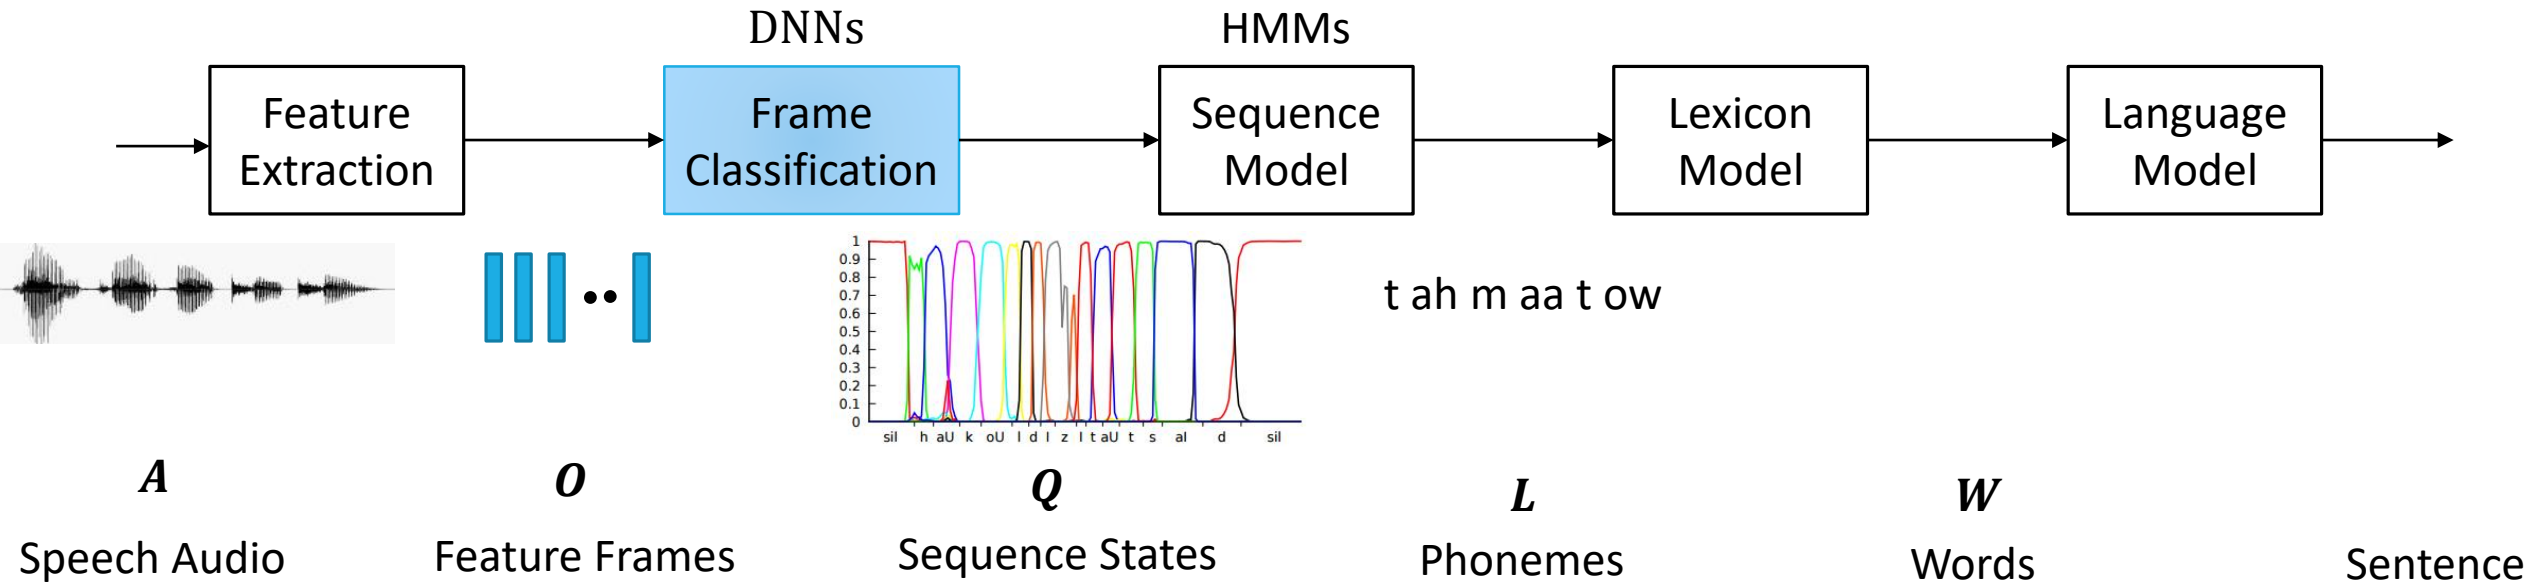 DNNs
HMMs
Feature
Extraction
Frame
Classification
Sequence
Model
Lexicon
Model
Language
Model
1
0.9
0.8
0.7
0.6
0.5
0.4
0.3
0.2
0.1
0
sil h aU k oU l d I z I t aU t s aI d sil
t ah m aa t ow
A
O
Q
L
W
Speech Audio
Feature Frames
Sequence States
Phonemes
Words
Sentence